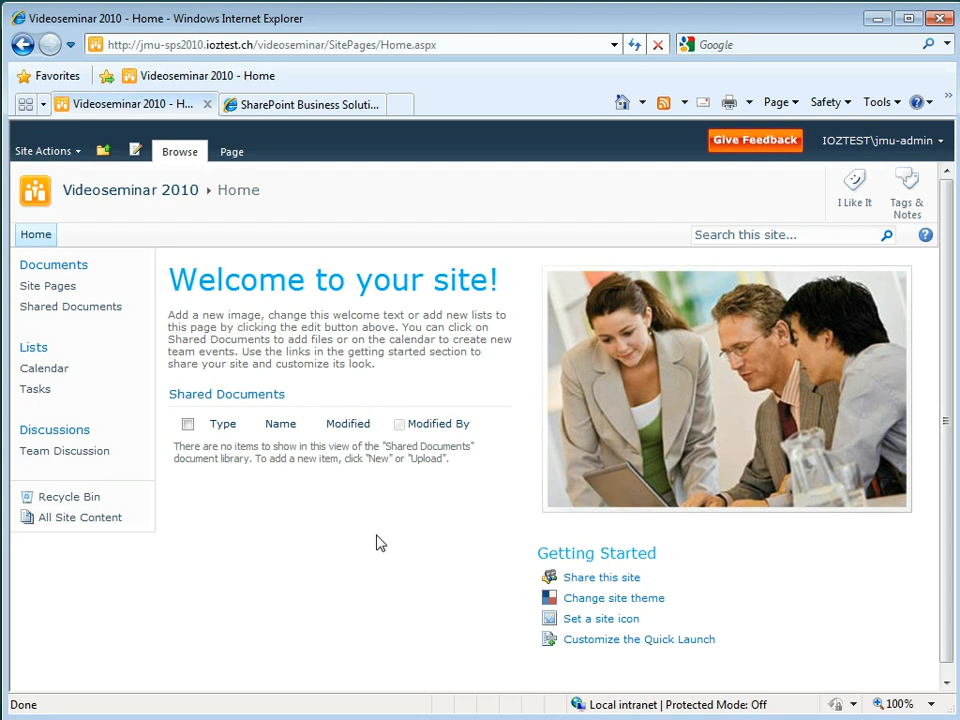 Videoseminar 2010 - Home - Windows Internet Explorer
http://jmu-sps2010.ioztest.ch/videoseminar/SitePages/Home.aspx
Google
Favorites
Videoseminar 2010 - Home
Videoseminar 2010 - H...
SharePoint Business Soluti...
Page
Safety
Tools
Site Actions
Browse
Page
Give Feedback
IOZTEST\jmu-admin
Videoseminar 2010
Home
I Like It
Tags &
Notes
Home
Search this site...
Documents
Site Pages
Shared Documents
Lists
Calendar
Tasks
Discussions
Team Discussion
Recycle Bin
All Site Content
Welcome to your site!
Add a new image, change this welcome text or add new lists to
this page by clicking the edit button above. You can click on
Shared Documents to add files or on the calendar to create new
team events. Use the links in the getting started section to
share your site and customize its look.
Shared Documents
Type Name Modified Modified By
There are no items to show in this view of the "Shared Documents"
document library. To add a new item, click "New" or "Upload".
Getting Started
Share this site
Change site theme
Set a site icon
Customize the Quick Launch
Done
Local intranet | Protected Mode: Off
100%